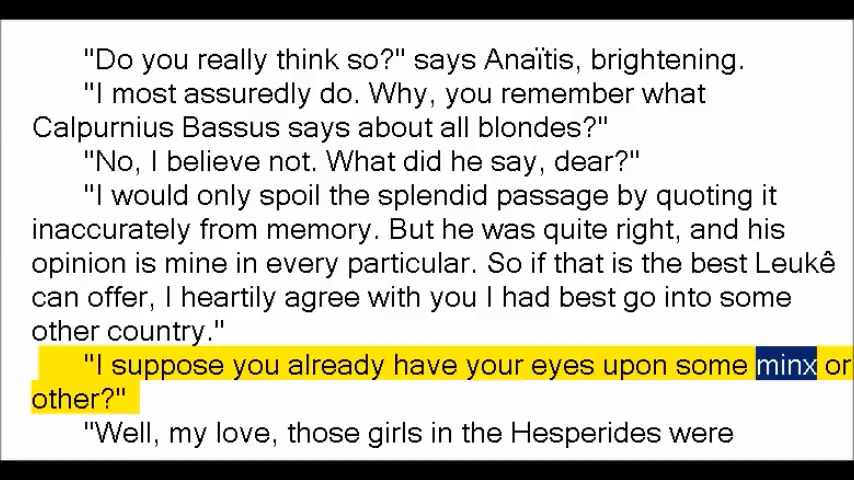 "Do you really think so?" says Anaïtis, brightening.
"I most assuredly do. Why, you remember what
Calpurnius Bassus says about all blondes?"
"No, I believe not. What did he say, dear?"
"I would only spoil the splendid passage by quoting it
inaccurately from memory. But he was quite right, and his
opinion is mine in every particular. So if that is the best Leukê
can offer, I heartily agree with you I had best go into some
other country."
"I suppose you already have your eyes upon some minx or
other?"
"Well, my love, those girls in the Hesperides were